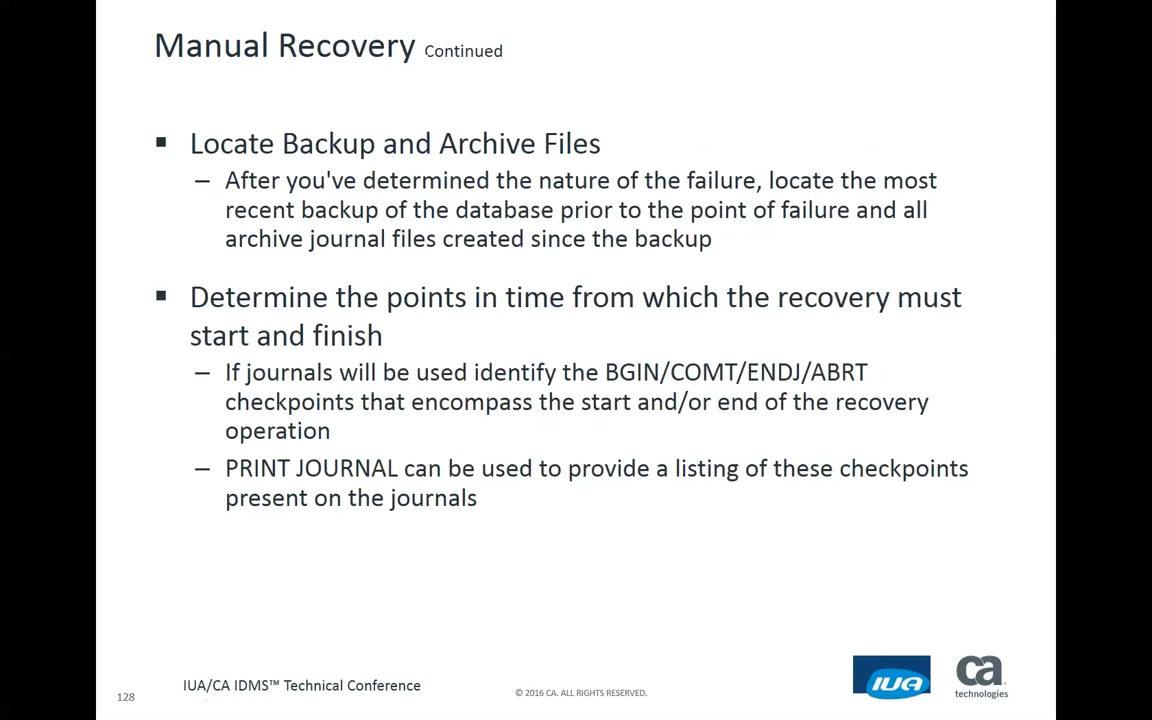 Manual Recovery Continued
▪ Locate Backup and Archive Files
– After you've determined the nature of the failure, locate the most
recent backup of the database prior to the point of failure and all
archive journal files created since the backup
▪ Determine the points in time from which the recovery must
start and finish
– If journals will be used identify the BGIN/COMT/ENDJ/ABRT
checkpoints that encompass the start and/or end of the recovery
operation
– PRINT JOURNAL can be used to provide a listing of these checkpoints
present on the journals
128
IUA/CA IDMS™ Technical Conference
© 2016 CA. ALL RIGHTS RESERVED.
IUA
ca
technologies